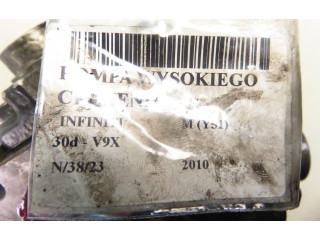 POMPA WYSOKIEGO
INFINITI M (Y51)
30d - V9X
N/38/23 2010